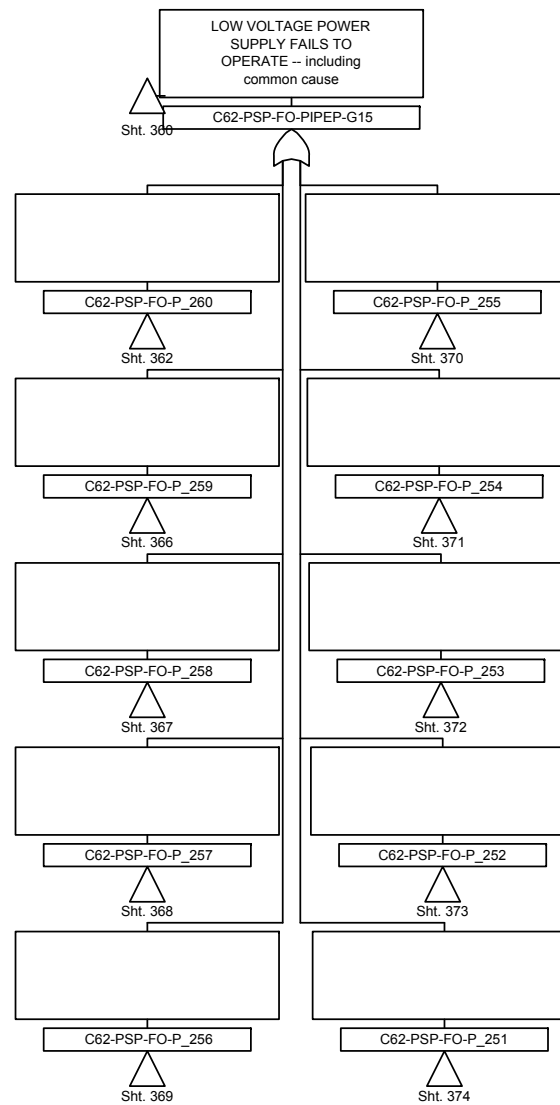 LOW VOLTAGE POWER
SUPPLY FAILS TO
OPERATE -- including
common cause
C62-PSP-FO-PIPEP-G15
Sht. 360
C62-PSP-FO-P_260
Sht. 362
C62-PSP-FO-P_255
Sht. 370
C62-PSP-FO-P_259
Sht. 366
C62-PSP-FO-P_254
Sht. 371
C62-PSP-FO-P_258
Sht. 367
C62-PSP-FO-P_253
Sht. 372
C62-PSP-FO-P_257
Sht. 368
C62-PSP-FO-P_252
Sht. 373
C62-PSP-FO-P_256
Sht. 369
C62-PSP-FO-P_251
Sht. 374